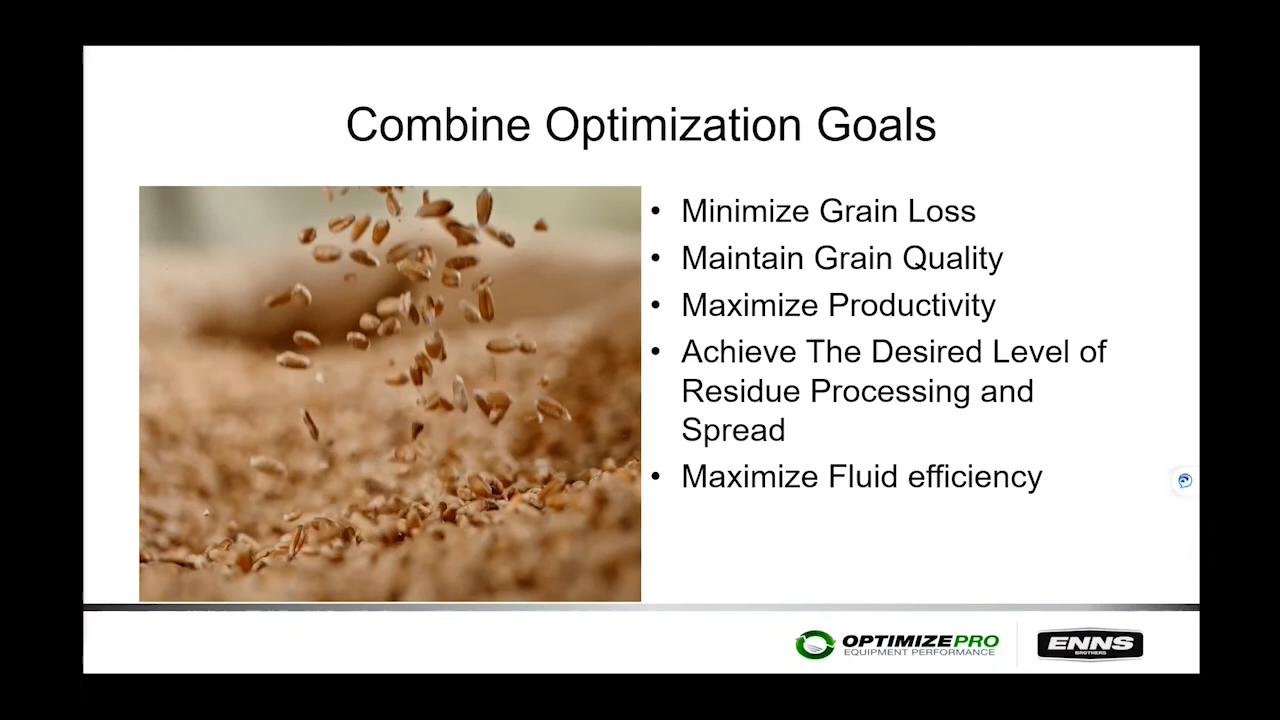 Combine Optimization Goals
• Minimize Grain Loss
• Maintain Grain Quality
• Maximize Productivity
• Achieve The Desired Level of
Residue Processing and
Spread
• Maximize Fluid efficiency
OPTIMIZEPRO
EQUIPMENT PERFORMANCE
ENNS
BROTHERS